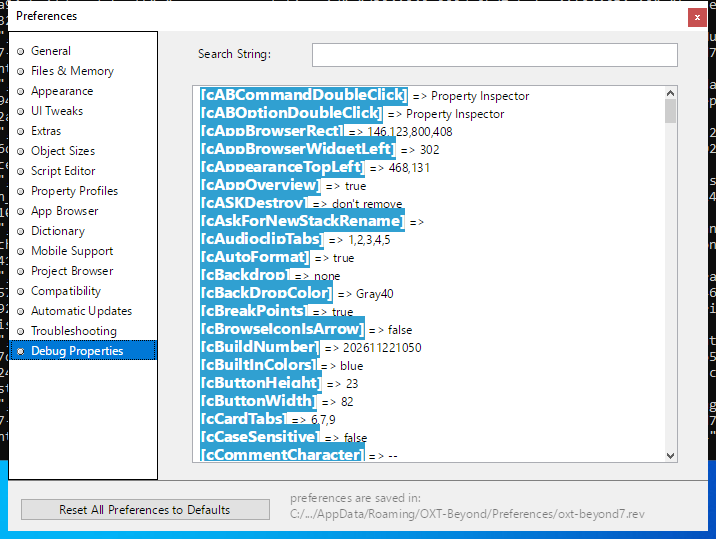 Preferences
x
General
Files & Memory
Appearance
UI Tweaks
Extras
Object Sizes
Script Editor
Property Profiles
App Browser
Dictionary
Mobile Support
Project Browser
Compatibility
Automatic Updates
Troubleshooting
Debug Properties
Search String:
[cABCommandDoubleClick] => Property Inspector
[cABOptionDoubleClick] => Property Inspector
[cAppBrowserRect] => 146,123,800,408
[cAppBrowserWidgetLeft] => 302
[cAppearanceTopLeft] => 468,131
[cAppOverview] => true
[cASKDestroy] => don't remove
[cAskForNewStackRename] =>
[cAudioclipTabs] => 1,2,3,4,5
[cAutoFormat] => true
[cBackdrop] => none
[cBackDropColor] => Gray40
[cBreakPoints] => true
[cBrowseIconIsArrow] => false
[cBuildNumber] => 202611221050
[cBuiltInColors] => blue
[cButtonHeight] => 23
[cButtonWidth] => 82
[cCardTabs] => 6,7,9
[cCaseSensitive] => false
[cCommentCharacter] => --
Reset All Preferences to Defaults
preferences are saved in:
C:/.../AppData/Roaming/OXT-Beyond/Preferences/oxt-beyond7.rev